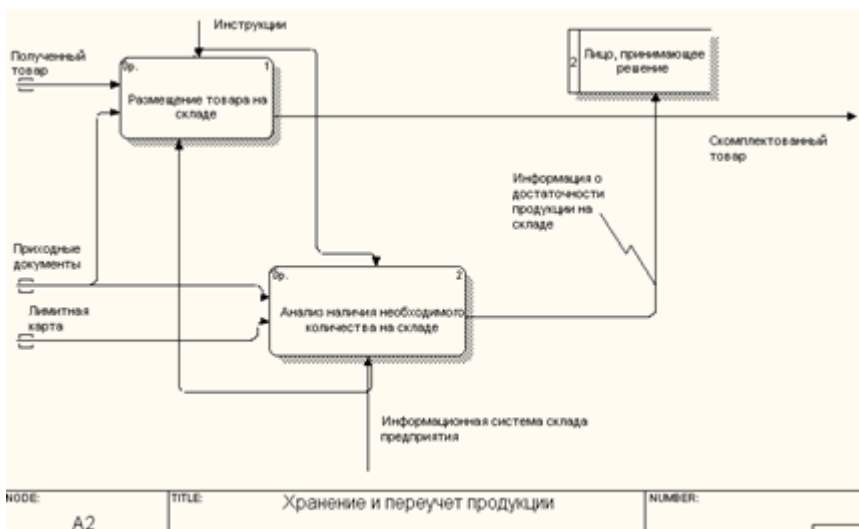 Инструкции
Полученный
товар
0р. 1
Размещение товара на
складе
2
Лицо, принимающее
решение
Скомплектованный
товар
Информация о
достаточности
продукции на
складе
Приходные
документы
Лимитная
карта
0р. 2
Анализ наличия необходимого
количества на складе
Информационная система склада
предприятия
NODE: TITLE: NUMBER:
A2 Хранение и переучет продукции